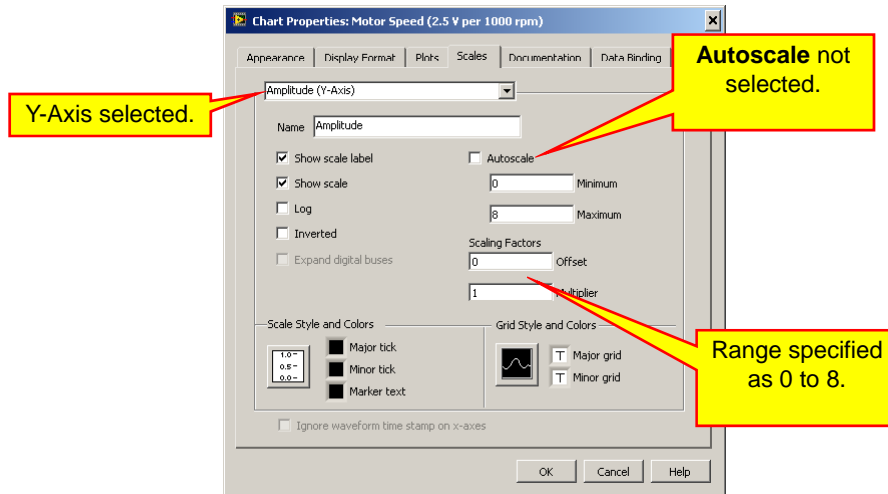 Chart Properties: Motor Speed (2.5 V per 1000 rpm)
Appearance Display Format Plots Scales Documentation Data Binding
Autoscale not
selected.
Y-Axis selected.
Amplitude (Y-Axis)
Name Amplitude
Show scale label
Autoscale
Show scale
0 Minimum
Log
8 Maximum
Inverted
Scaling Factors
Expand digital buses
0 Offset
1 Multiplier
Scale Style and Colors
Grid Style and Colors
1.0
0.5
0.0
Major tick
Minor tick
Marker text
T Major grid
T Minor grid
Range specified
as 0 to 8.
Ignore waveform time stamp on x-axes
OK Cancel Help